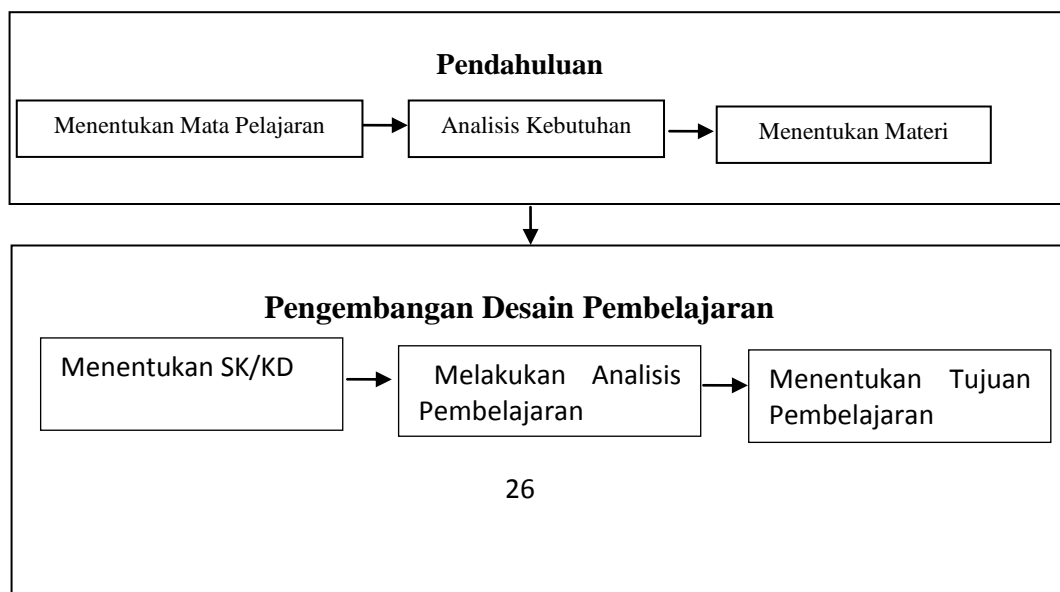 Pendahuluan
Menentukan Mata Pelajaran
Analisis Kebutuhan
Menentukan Materi
Pengembangan Desain Pembelajaran
Menentukan SK/KD
Melakukan Analisis
Pembelajaran
Menentukan Tujuan
Pembelajaran
26